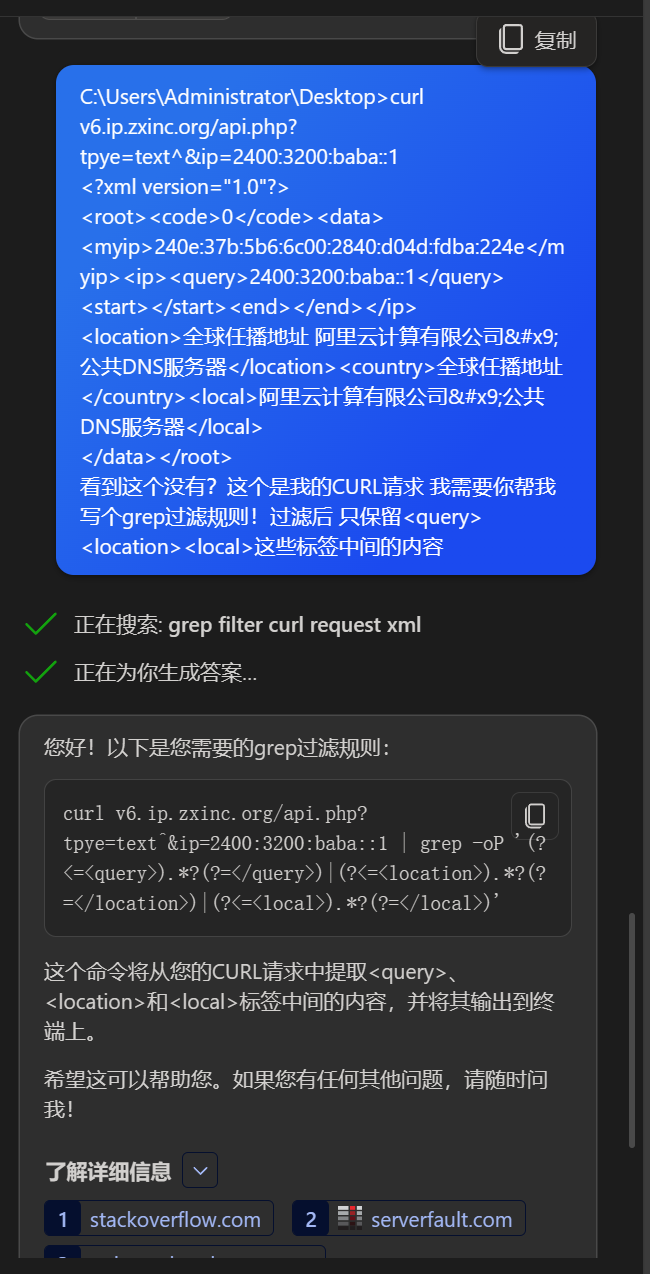 复制
C:\Users\Administrator\Desktop>curl
v6.ip.zxinc.org/api.php?
tpye=text^&ip=2400:3200:baba::1
<?xml version="1.0"?>
<root><code>0</code><data>
<myip>240e:37b:5b6:6c00:2840:d04d:fdba:224e</m
yip><ip><query>2400:3200:baba::1</query>
<start></start><end></end></ip>
<location>全球任播地址 阿里云计算有限公司&#x9;
公共DNS服务器</location><country>全球任播地址
</country><local>阿里云计算有限公司&#x9;公共
DNS服务器</local>
</data></root>
看到这个没有？这个是我的CURL请求 我需要你帮我
写个grep过滤规则！过滤后 只保留<query>
<location><local>这些标签中间的内容
正在搜索: grep filter curl request xml
正在为你生成答案...
您好！以下是您需要的grep过滤规则：
curl v6.ip.zxinc.org/api.php?
tpye=text^&ip=2400:3200:baba::1 | grep -oP '(?
<=<query>).*?(?=</query>)|(?<=<location>).*?(?
=</location>)|(?<=<local>).*?(?=</local>)'
这个命令将从您的CURL请求中提取<query>、
<location>和<local>标签中间的内容，并将其输出到终
端上。
希望这可以帮助您。如果您有任何其他问题，请随时问
我！
了解详细信息
1 stackoverflow.com 2 serverfault.com